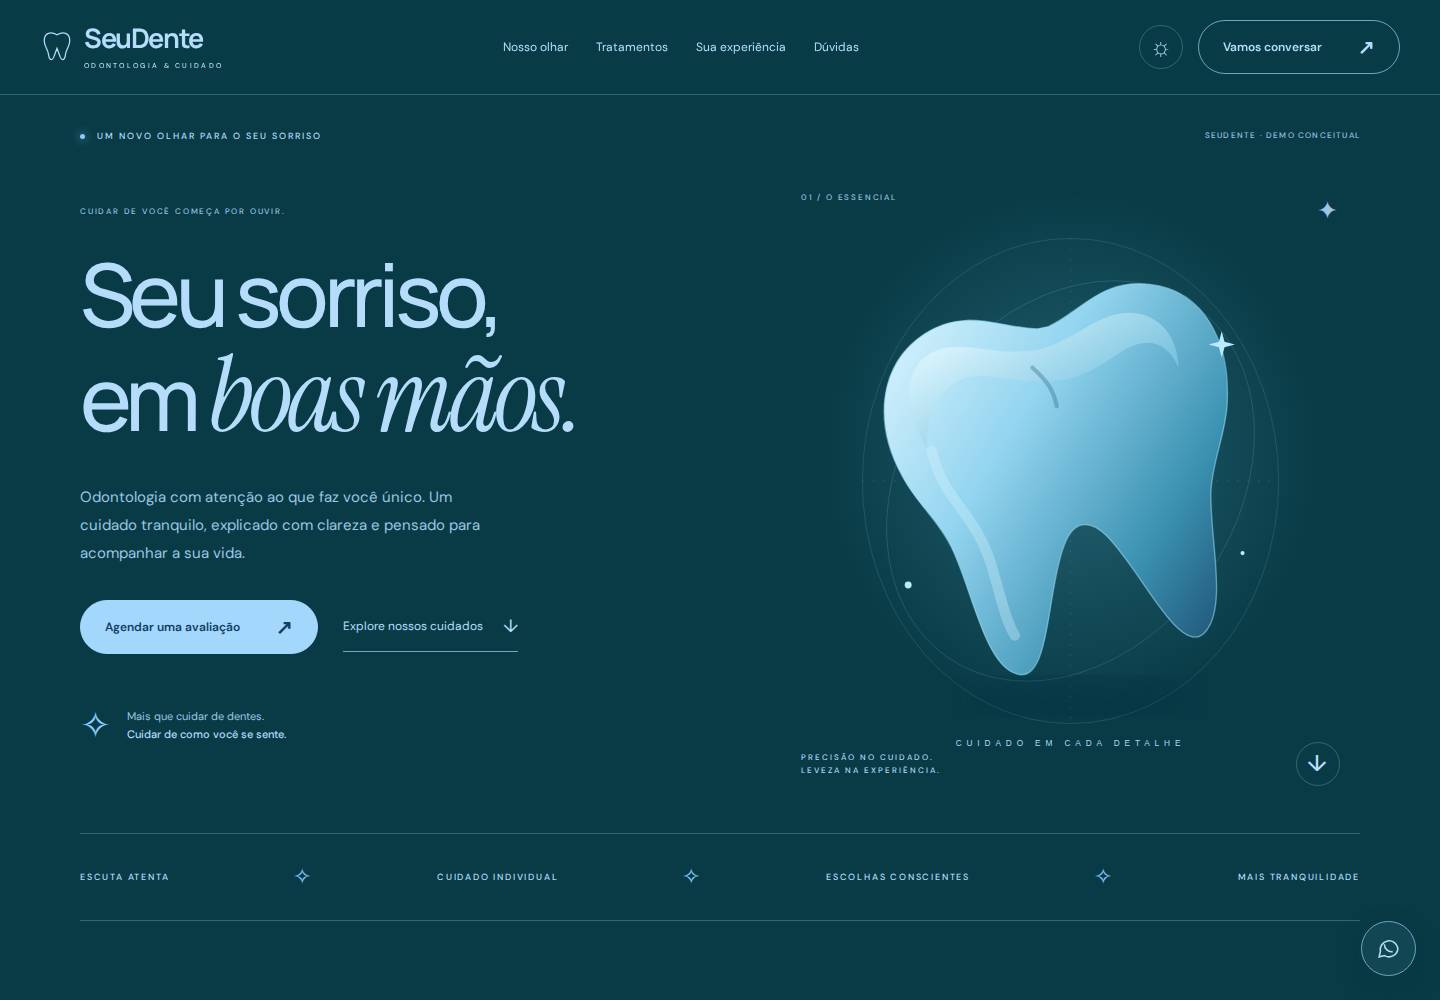 SeuDente
ODONTOLOGIA & CUIDADO
Nosso olhar
Tratamentos
Sua experiência
Dúvidas
Vamos conversar
UM NOVO OLHAR PARA O SEU SORRISO
SEUDENTE · DEMO CONCEITUAL
CUIDAR DE VOCÊ COMEÇA POR OUVIR.
Seu sorriso,
em boas mãos.
Odontologia com atenção ao que faz você único. Um
cuidado tranquilo, explicado com clareza e pensado para
acompanhar a sua vida.
Agendar uma avaliação
Explore nossos cuidados
Mais que cuidar de dentes.
Cuidar de como você se sente.
01 / O ESSENCIAL
CUIDADO EM CADA DETALHE
PRECISÃO NO CUIDADO.
LEVEZA NA EXPERIÊNCIA.
ESCUTA ATENTA
CUIDADO INDIVIDUAL
ESCOLHAS CONSCIENTES
MAIS TRANQUILIDADE